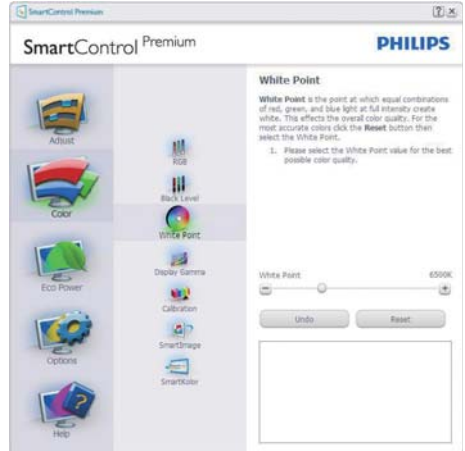 SmartControl Premium
SmartControl Premium
PHILIPS
Adjust
Color
Eco Power
Options
Help
RGB
Black Level
White Point
Display Gamma
Calibration
SmartImage
SmartKolor
White Point
White Point is the point at which equal combinations
of red, green, and blue light at full intensity create
white. This effects the overall color quality. For the
most accurate colors click the Reset button then
select the White Point.
1. Please select the White Point value for the best
possible color quality.
White Point 6500K
Undo Reset